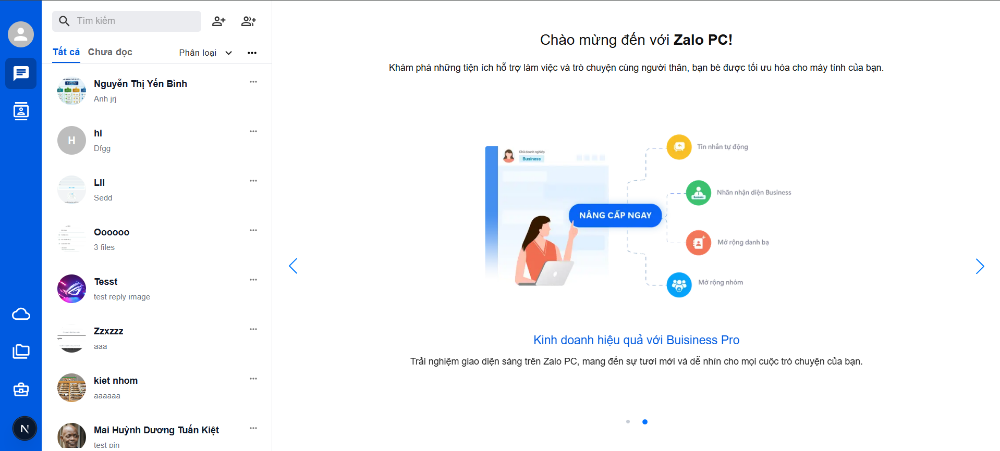 Tìm kiếm
Tất cả
Chưa đọc
Phân loại
Nguyễn Thị Yến Bình
Anh jrj
hi
Dfgg
H
Lll
Sedd
Oooooo
3 files
Tesst
test reply image
Zzxzzz
aaa
kiet nhom
aaaaaa
Mai Huỳnh Dương Tuấn Kiệt
test pin
N
Chào mừng đến với Zalo PC!
Khám phá những tiện ích hỗ trợ làm việc và trò chuyện cùng người thân, bạn bè được tối ưu hóa cho máy tính của bạn.
Chủ doanh nghiệp
Business
NÂNG CẤP NGAY
Tin nhắn tự động
Business
Nhãn nhận diện Business
Mở rộng danh bạ
Mở rộng nhóm
Kinh doanh hiệu quả với Buisiness Pro
Trải nghiệm giao diện sáng trên Zalo PC, mang đến sự tươi mới và dễ nhìn cho mọi cuộc trò chuyện của bạn.